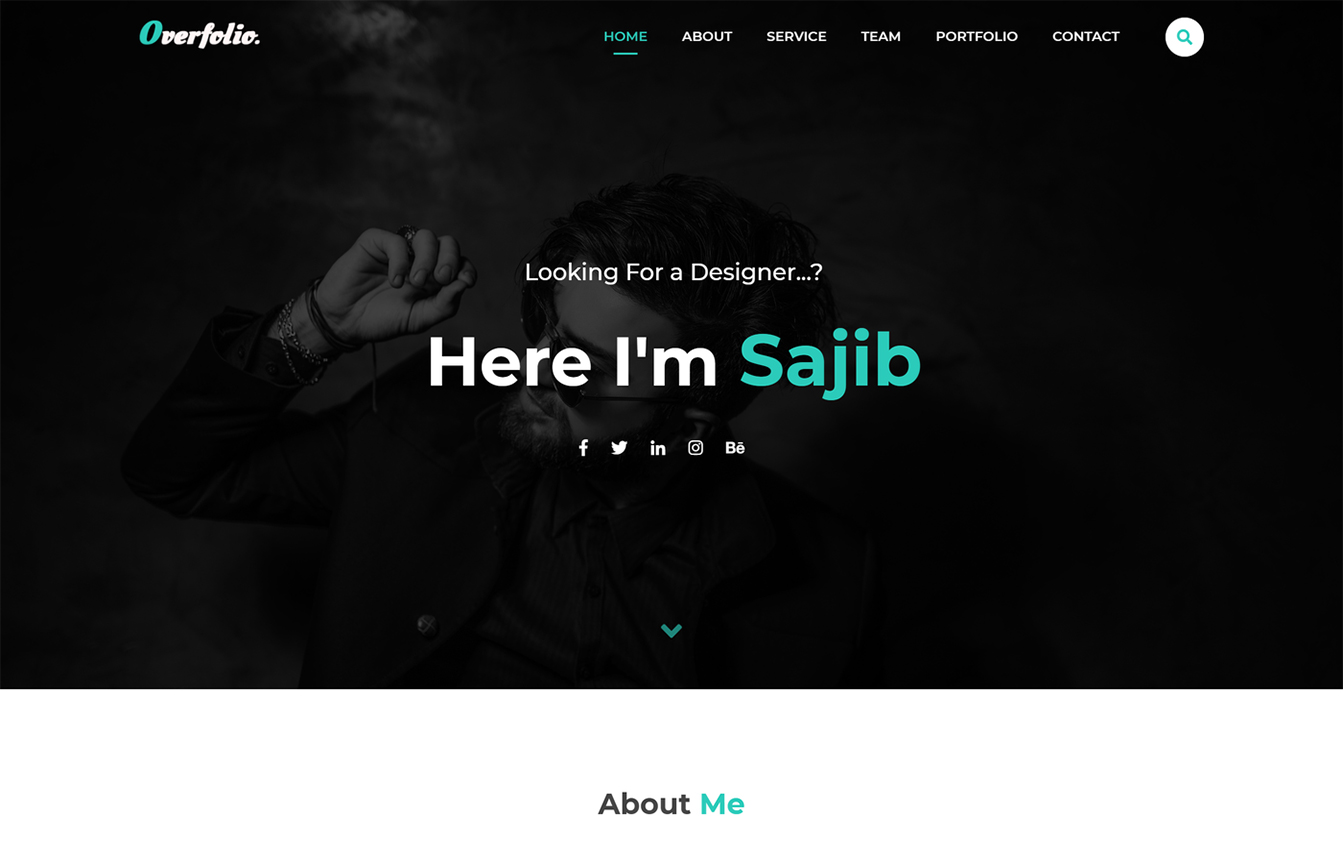 Overfolio.
HOME ABOUT SERVICE TEAM PORTFOLIO CONTACT
Looking For a Designer...?
Here I'm Sajib
Bē
About Me